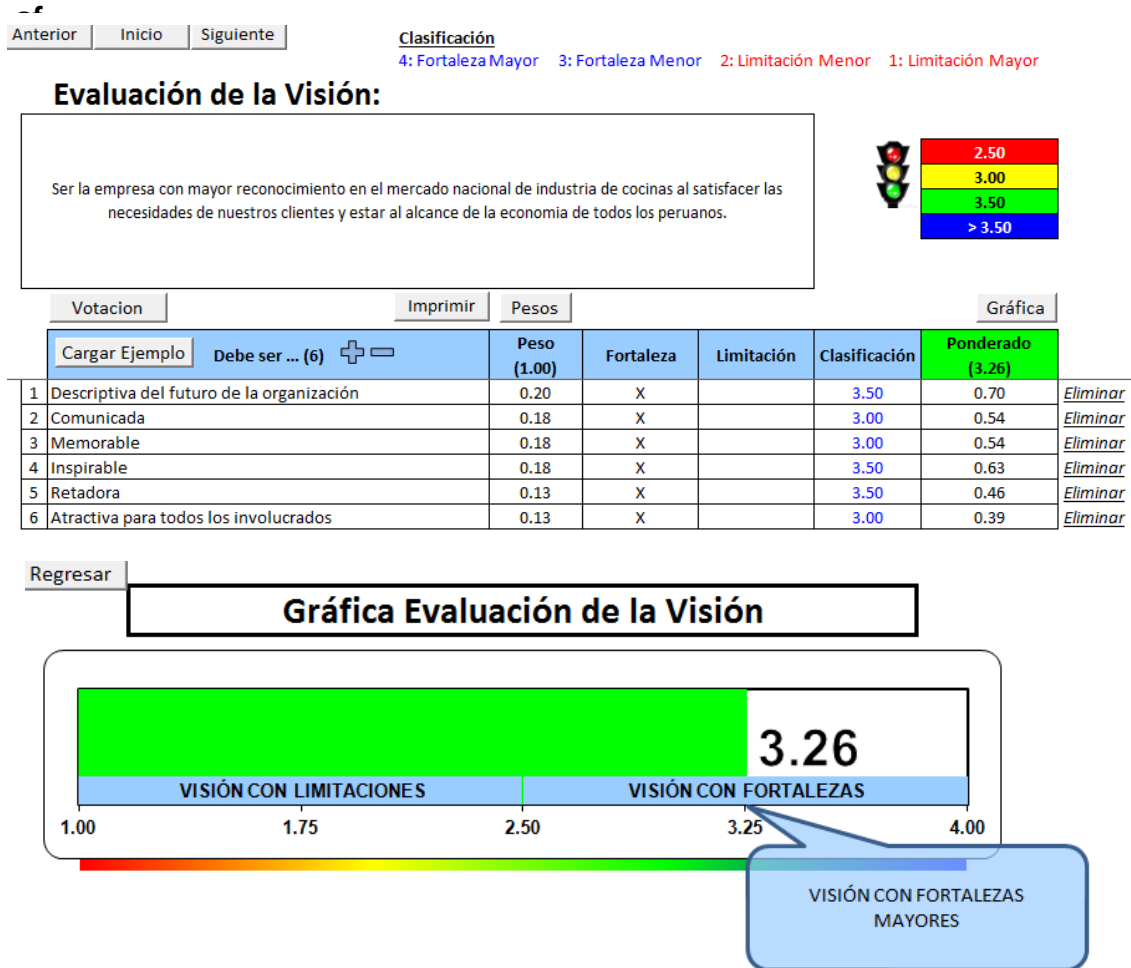 Anterior Inicio Siguiente
Clasificación
4: Fortaleza Mayor 3: Fortaleza Menor 2: Limitación Menor 1: Limitación Mayor
Evaluación de la Visión:
Ser la empresa con mayor reconocimiento en el mercado nacional de industria de cocinas al satisfacer las
necesidades de nuestros clientes y estar al alcance de la economia de todos los peruanos.
2.50
3.00
3.50
> 3.50
Votacion Imprimir Pesos Gráfica
Cargar Ejemplo Debe ser ... (6) Peso (1.00) Fortaleza Limitación Clasificación Ponderado (3.26)
1 Descriptiva del futuro de la organización 0.20 X 3.50 0.70 Eliminar
2 Comunicada 0.18 X 3.00 0.54 Eliminar
3 Memorable 0.18 X 3.00 0.54 Eliminar
4 Inspirable 0.18 X 3.50 0.63 Eliminar
5 Retadora 0.13 X 3.50 0.46 Eliminar
6 Atractiva para todos los involucrados 0.13 X 3.00 0.39 Eliminar
Regresar
Gráfica Evaluación de la Visión
3.26
VISIÓN CON LIMITACIONES VISIÓN CON FORTALEZAS
1.00 1.75 2.50 3.25 4.00
VISIÓN CON FORTALEZAS
MAYORES